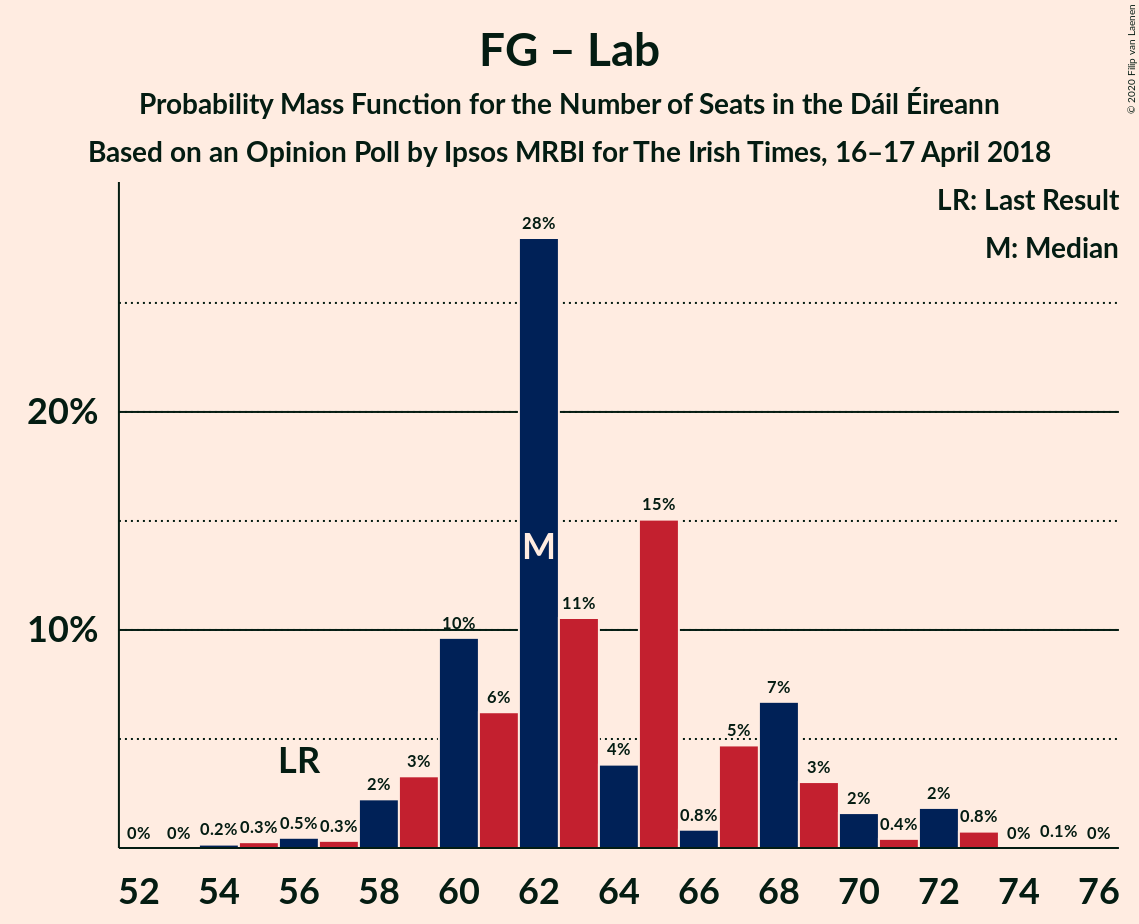 FG – Lab
Probability Mass Function for the Number of Seats in the Dáil Éireann
Based on an Opinion Poll by Ipsos MRBI for The Irish Times, 16–17 April 2018
© 2020 Filip van Laenen
LR: Last Result
M: Median
20%
10%
0% 0% 0.2% 0.3% 0.5% 0.3% 2% 3% 10% 6% 28% 11% 4% 15% 0.8% 5% 7% 3% 2% 0.4% 2% 0.8% 0% 0.1% 0%
LR
M
52 54 56 58 60 62 64 66 68 70 72 74 76